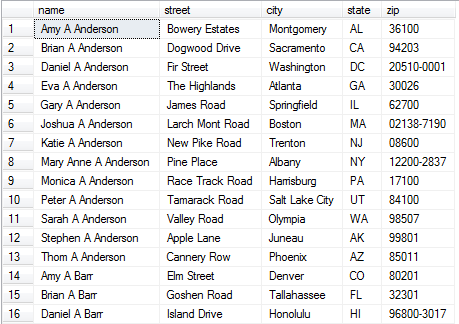 name street city state zip
1 Amy A Anderson Bowery Estates Montgomery AL 36100
2 Brian A Anderson Dogwood Drive Sacramento CA 94203
3 Daniel A Anderson Fir Street Washington DC 20510-0001
4 Eva A Anderson The Highlands Atlanta GA 30026
5 Gary A Anderson James Road Springfield IL 62700
6 Joshua A Anderson Larch Mont Road Boston MA 02138-7190
7 Katie A Anderson New Pike Road Trenton NJ 08600
8 Mary Anne A Anderson Pine Place Albany NY 12200-2837
9 Monica A Anderson Race Track Road Harrisburg PA 17100
10 Peter A Anderson Tamarack Road Salt Lake City UT 84100
11 Sarah A Anderson Valley Road Olympia WA 98507
12 Stephen A Anderson Apple Lane Juneau AK 99801
13 Thom A Anderson Cannery Row Phoenix AZ 85011
14 Amy A Barr Elm Street Denver CO 80201
15 Brian A Barr Goshen Road Tallahassee FL 32301
16 Daniel A Barr Island Drive Honolulu HI 96800-3017